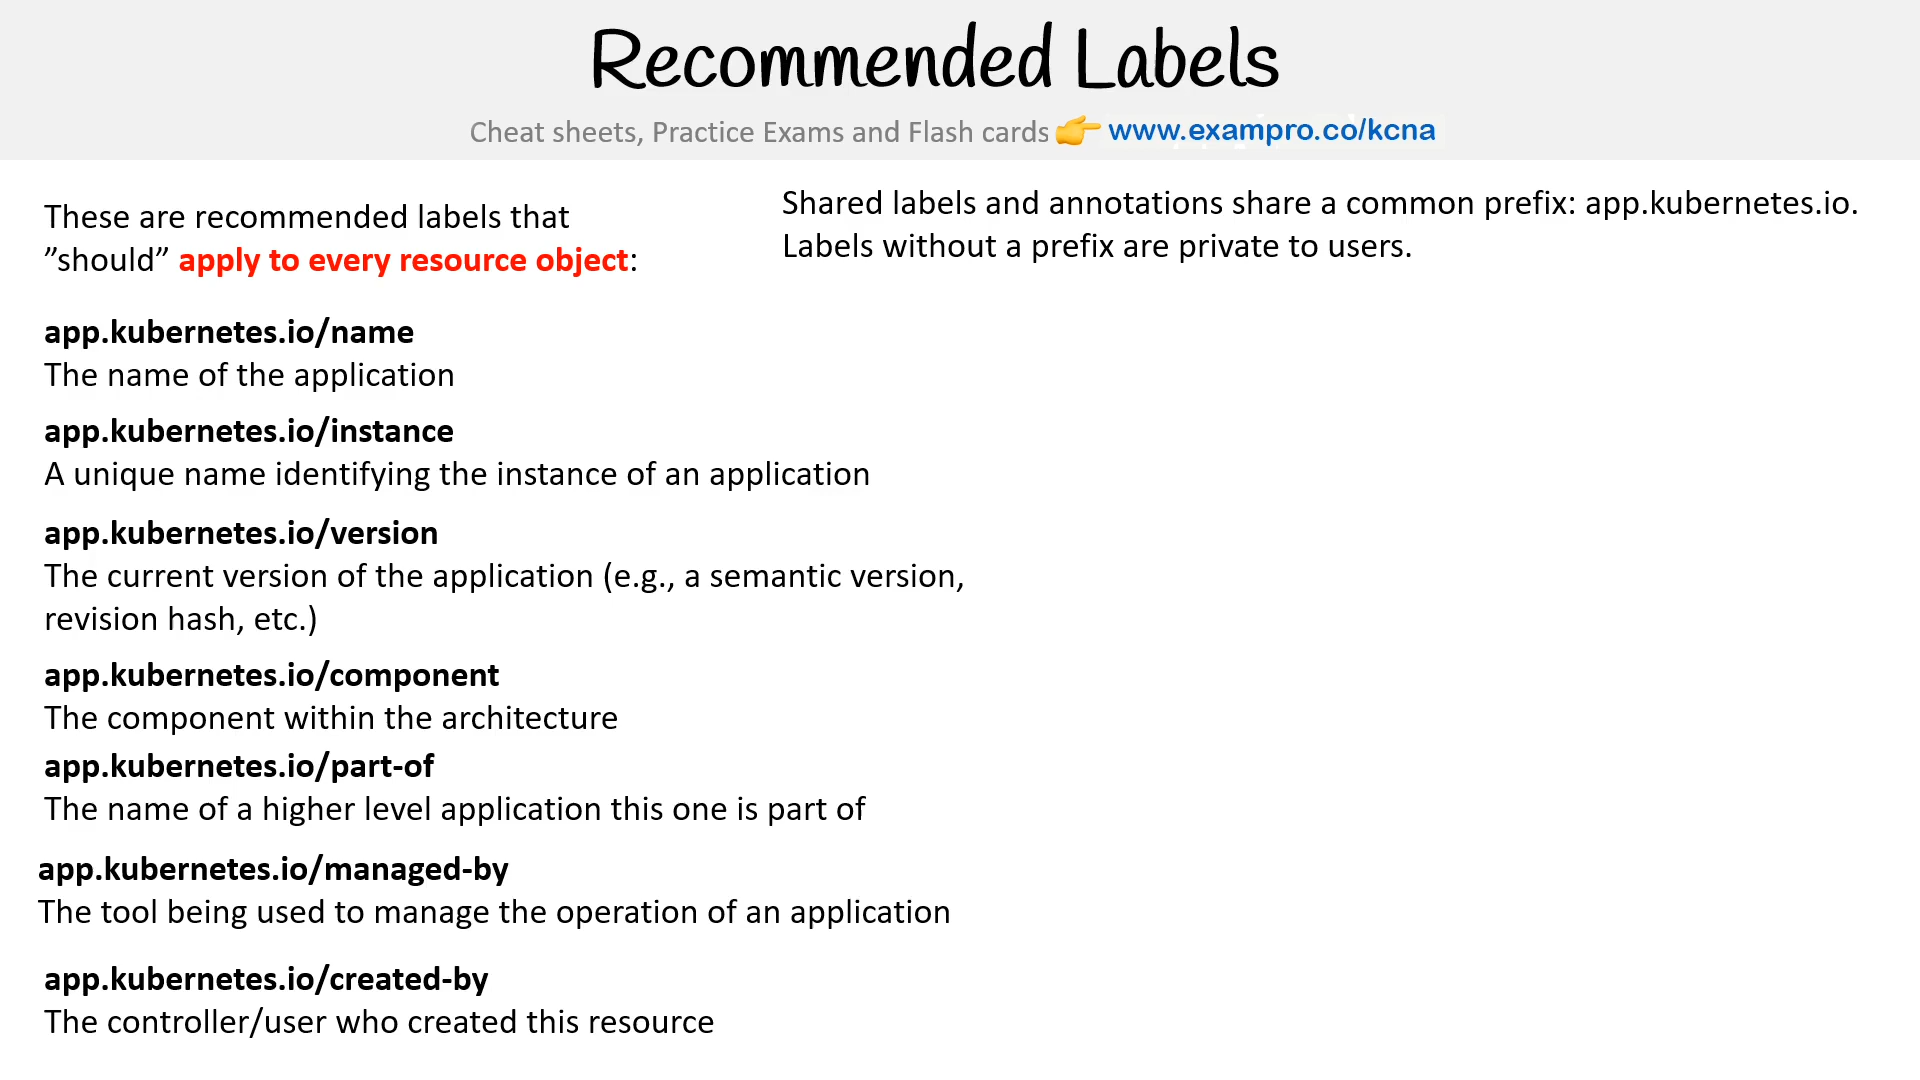 Recommended Labels
Cheat sheets, Practice Exams and Flash cards 👉 www.exampro.co/kcna
These are recommended labels that
”should” apply to every resource object:
Shared labels and annotations share a common prefix: app.kubernetes.io.
Labels without a prefix are private to users.
app.kubernetes.io/name
The name of the application
app.kubernetes.io/instance
A unique name identifying the instance of an application
app.kubernetes.io/version
The current version of the application (e.g., a semantic version,
revision hash, etc.)
app.kubernetes.io/component
The component within the architecture
app.kubernetes.io/part-of
The name of a higher level application this one is part of
app.kubernetes.io/managed-by
The tool being used to manage the operation of an application
app.kubernetes.io/created-by
The controller/user who created this resource